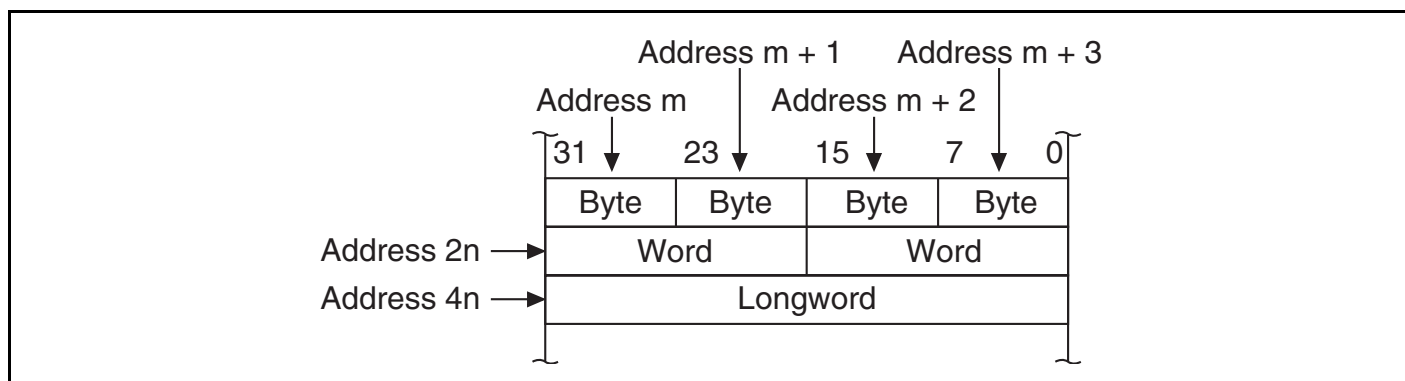 Address m + 1 Address m + 3
Address m Address m + 2
31 23 15 7 0
Byte Byte Byte Byte
Address 2n Word Word
Address 4n Longword